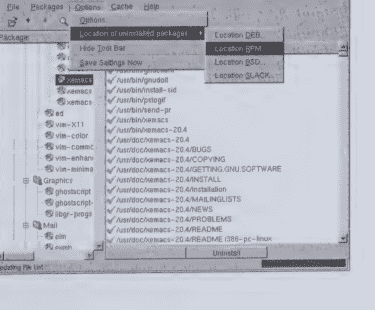 File Packages Options Cache Help
Options
Location of uninstalled packages
Hide Tool Bar
Save Settings Now
Location DEB
Location RPM
Location BSD
Location SLACK
Package
xemacs
xemacs
xemacs
ed
vim-X11
vim-color
vim-enhan
vim-minima
Graphics
ghostscript
ghostscript-
libgr-progs
Mail
elm
/usr/bin/gnudoit
/usr/bin/install-sid
/usr/bin/pstogif
/usr/bin/send-pr
/usr/bin/xemacs
/usr/bin/xemacs-20.4
/usr/doc/xemacs-20.4
/usr/doc/xemacs-20.4/BUGS
/usr/doc/xemacs-20.4/COPYING
/usr/doc/xemacs-20.4/GETTING.GNU.SOFTWARE
/usr/doc/xemacs-20.4/INSTALL
/usr/doc/xemacs-20.4/Installation
/usr/doc/xemacs-20.4/MAILINGLISTS
/usr/doc/xemacs-20.4/NEWS
/usr/doc/xemacs-20.4/PROBLEMS
/usr/doc/xemacs-20.4/README
/usr/doc/xemacs-20.4/README.i386-pc-linux
Uninstall
pdating File list